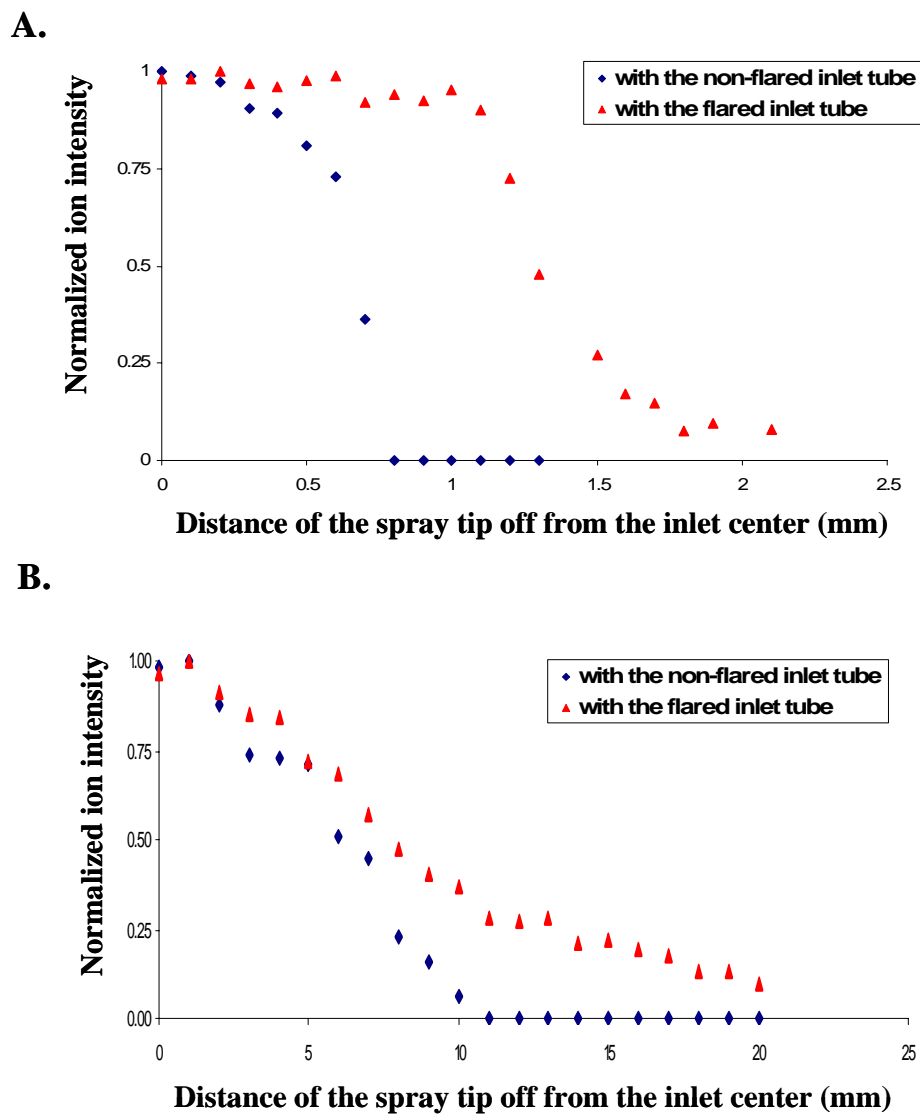 A.
Normalized ion intensity
1
0.75
0.5
0.25
0
0
0.5
1
1.5
2
2.5
with the non-flared inlet tube
with the flared inlet tube
Distance of the spray tip off from the inlet center (mm)
B.
Normalized ion intensity
1.00
0.75
0.50
0.25
0.00
0
5
10
15
20
25
with the non-flared inlet tube
with the flared inlet tube
Distance of the spray tip off from the inlet center (mm)